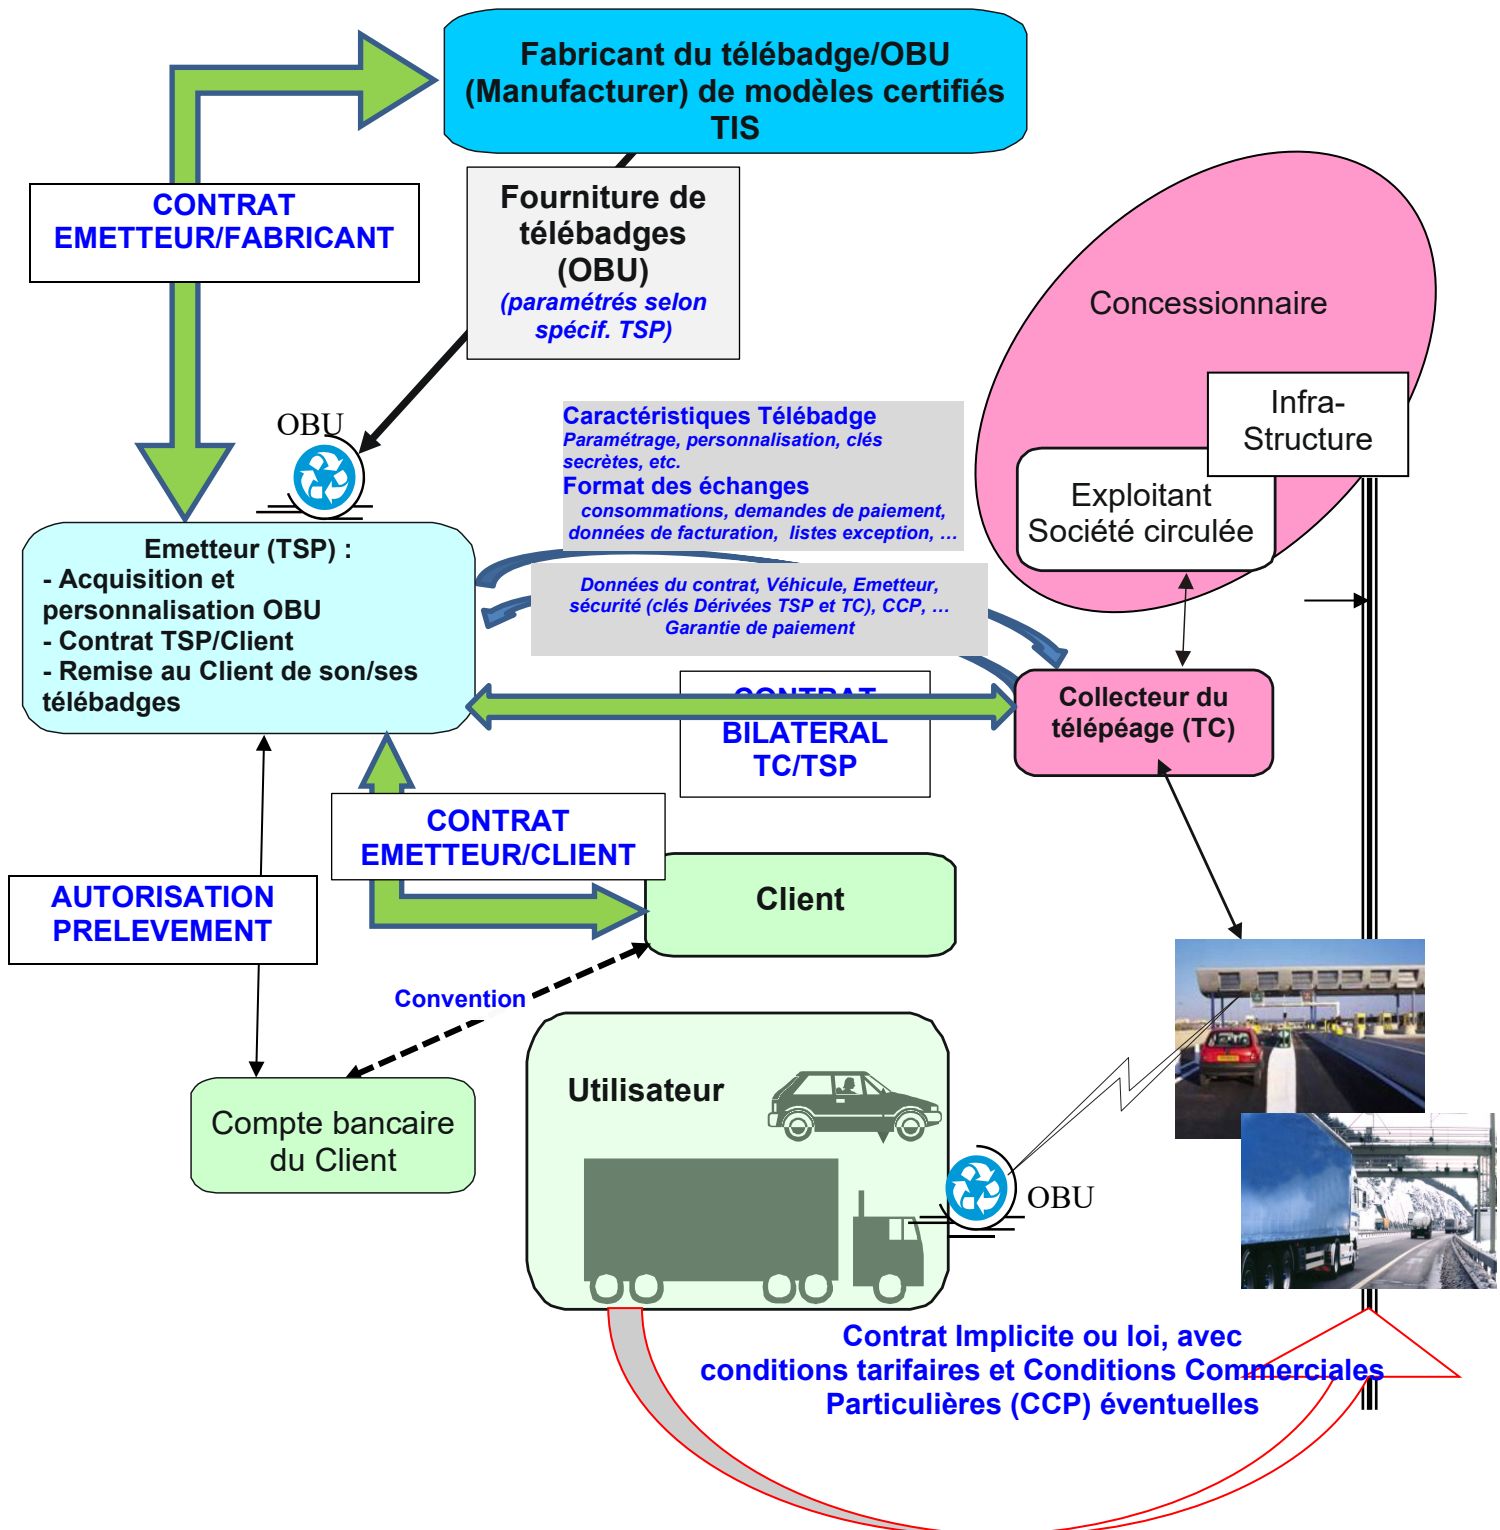 Fabricant du télébadge/OBU
(Manufacturer) de modèles certifiés
TIS
CONTRAT
EMETTEUR/FABRICANT
Fourniture de
télébadges
(OBU)
(paramétrés selon
spécif. TSP)
Concessionnaire
Infra-
Structure
Exploitant
Société circulée
OBU
Caractéristiques Télébadge
Paramétrage, personnalisation, clés
secrètes, etc.
Format des échanges
consommations, demandes de paiement,
données de facturation, listes exception, …
Emetteur (TSP) :
- Acquisition et
personnalisation OBU
- Contrat TSP/Client
- Remise au Client de son/ses
télébadges
Données du contrat, Véhicule, Emetteur,
sécurité (clés Dérivées TSP et TC), CCP, …
Garantie de paiement
CONTRAT
BILATERAL
TC/TSP
Collecteur du
télépéage (TC)
CONTRAT
EMETTEUR/CLIENT
Client
AUTORISATION
PRELEVEMENT
Convention
Compte bancaire
du Client
Utilisateur
OBU
Contrat Implicite ou loi, avec
conditions tarifaires et Conditions Commerciales
Particulières (CCP) éventuelles